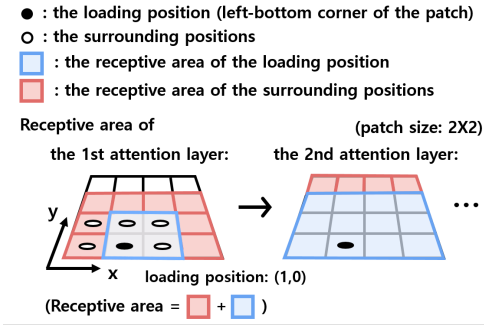 : the loading position (left-bottom corner of the patch)
: the surrounding positions
: the receptive area of the loading position
: the receptive area of the surrounding positions
Receptive area of
(patch size: 2X2)
the 1st attention layer:
the 2nd attention layer:
y
...
x
loading position: (1,0)
(Receptive area = + )